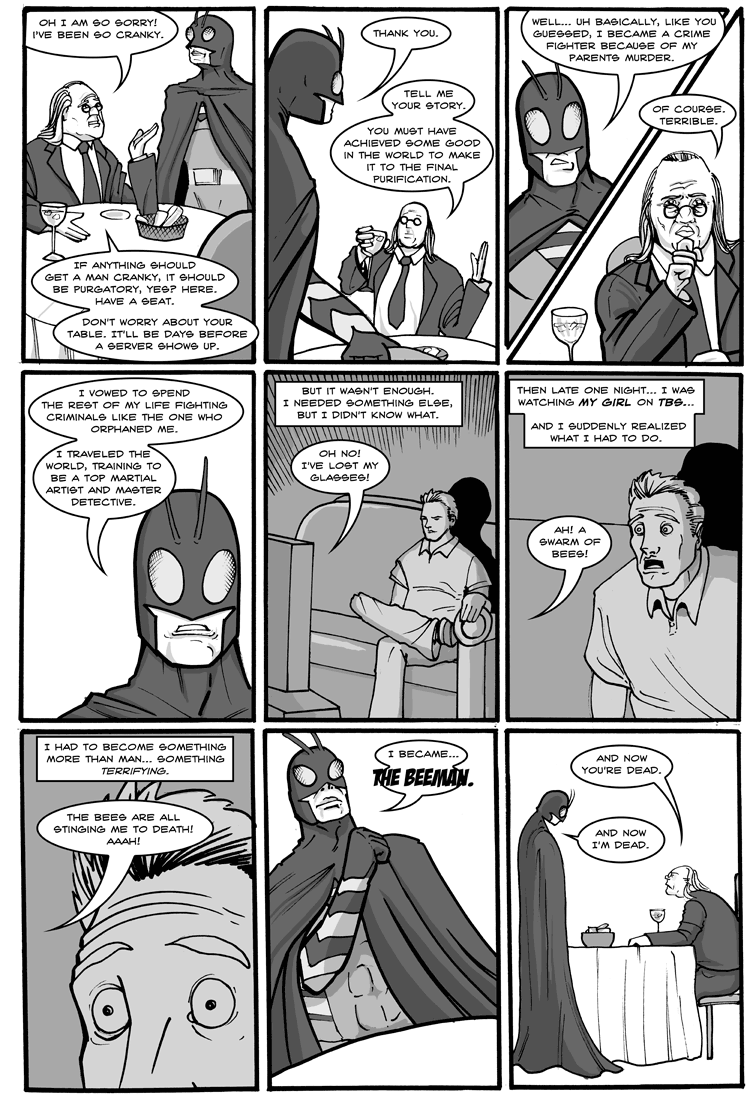 OH I AM SO SORRY!
I'VE BEEN SO CRANKY.
IF ANYTHING SHOULD
GET A MAN CRANKY, IT SHOULD
BE PURGATORY, YES? HERE.
HAVE A SEAT.
DON'T WORRY ABOUT YOUR
TABLE. IT'LL BE DAYS BEFORE
A SERVER SHOWS UP.
THANK YOU.
TELL ME
YOUR STORY.
YOU MUST HAVE
ACHIEVED SOME GOOD
IN THE WORLD TO MAKE
IT TO THE FINAL
PURIFICATION.
WELL... UH BASICALLY, LIKE YOU
GUESSED, I BECAME A CRIME
FIGHTER BECAUSE OF MY
PARENTS MURDER.
OF COURSE.
TERRIBLE.
I VOWED TO SPEND
THE REST OF MY LIFE FIGHTING
CRIMINALS LIKE THE ONE WHO
ORPHANED ME.
I TRAVELED THE
WORLD, TRAINING TO
BE A TOP MARTIAL
ARTIST AND MASTER
DETECTIVE.
BUT IT WASN'T ENOUGH.
I NEEDED SOMETHING ELSE,
BUT I DIDN'T KNOW WHAT.
OH NO!
I'VE LOST MY
GLASSES!
THEN LATE ONE NIGHT... I WAS
WATCHING MY GIRL ON TBS...
AND I SUDDENLY REALIZED
WHAT I HAD TO DO.
AH! A
SWARM OF
BEES!
I HAD TO BECOME SOMETHING
MORE THAN MAN... SOMETHING
TERRIFYING.
THE BEES ARE ALL
STINGING ME TO DEATH!
AAAH!
I BECAME...
THE BEEMAN.
AND NOW
YOU'RE DEAD.
AND NOW
I'M DEAD.